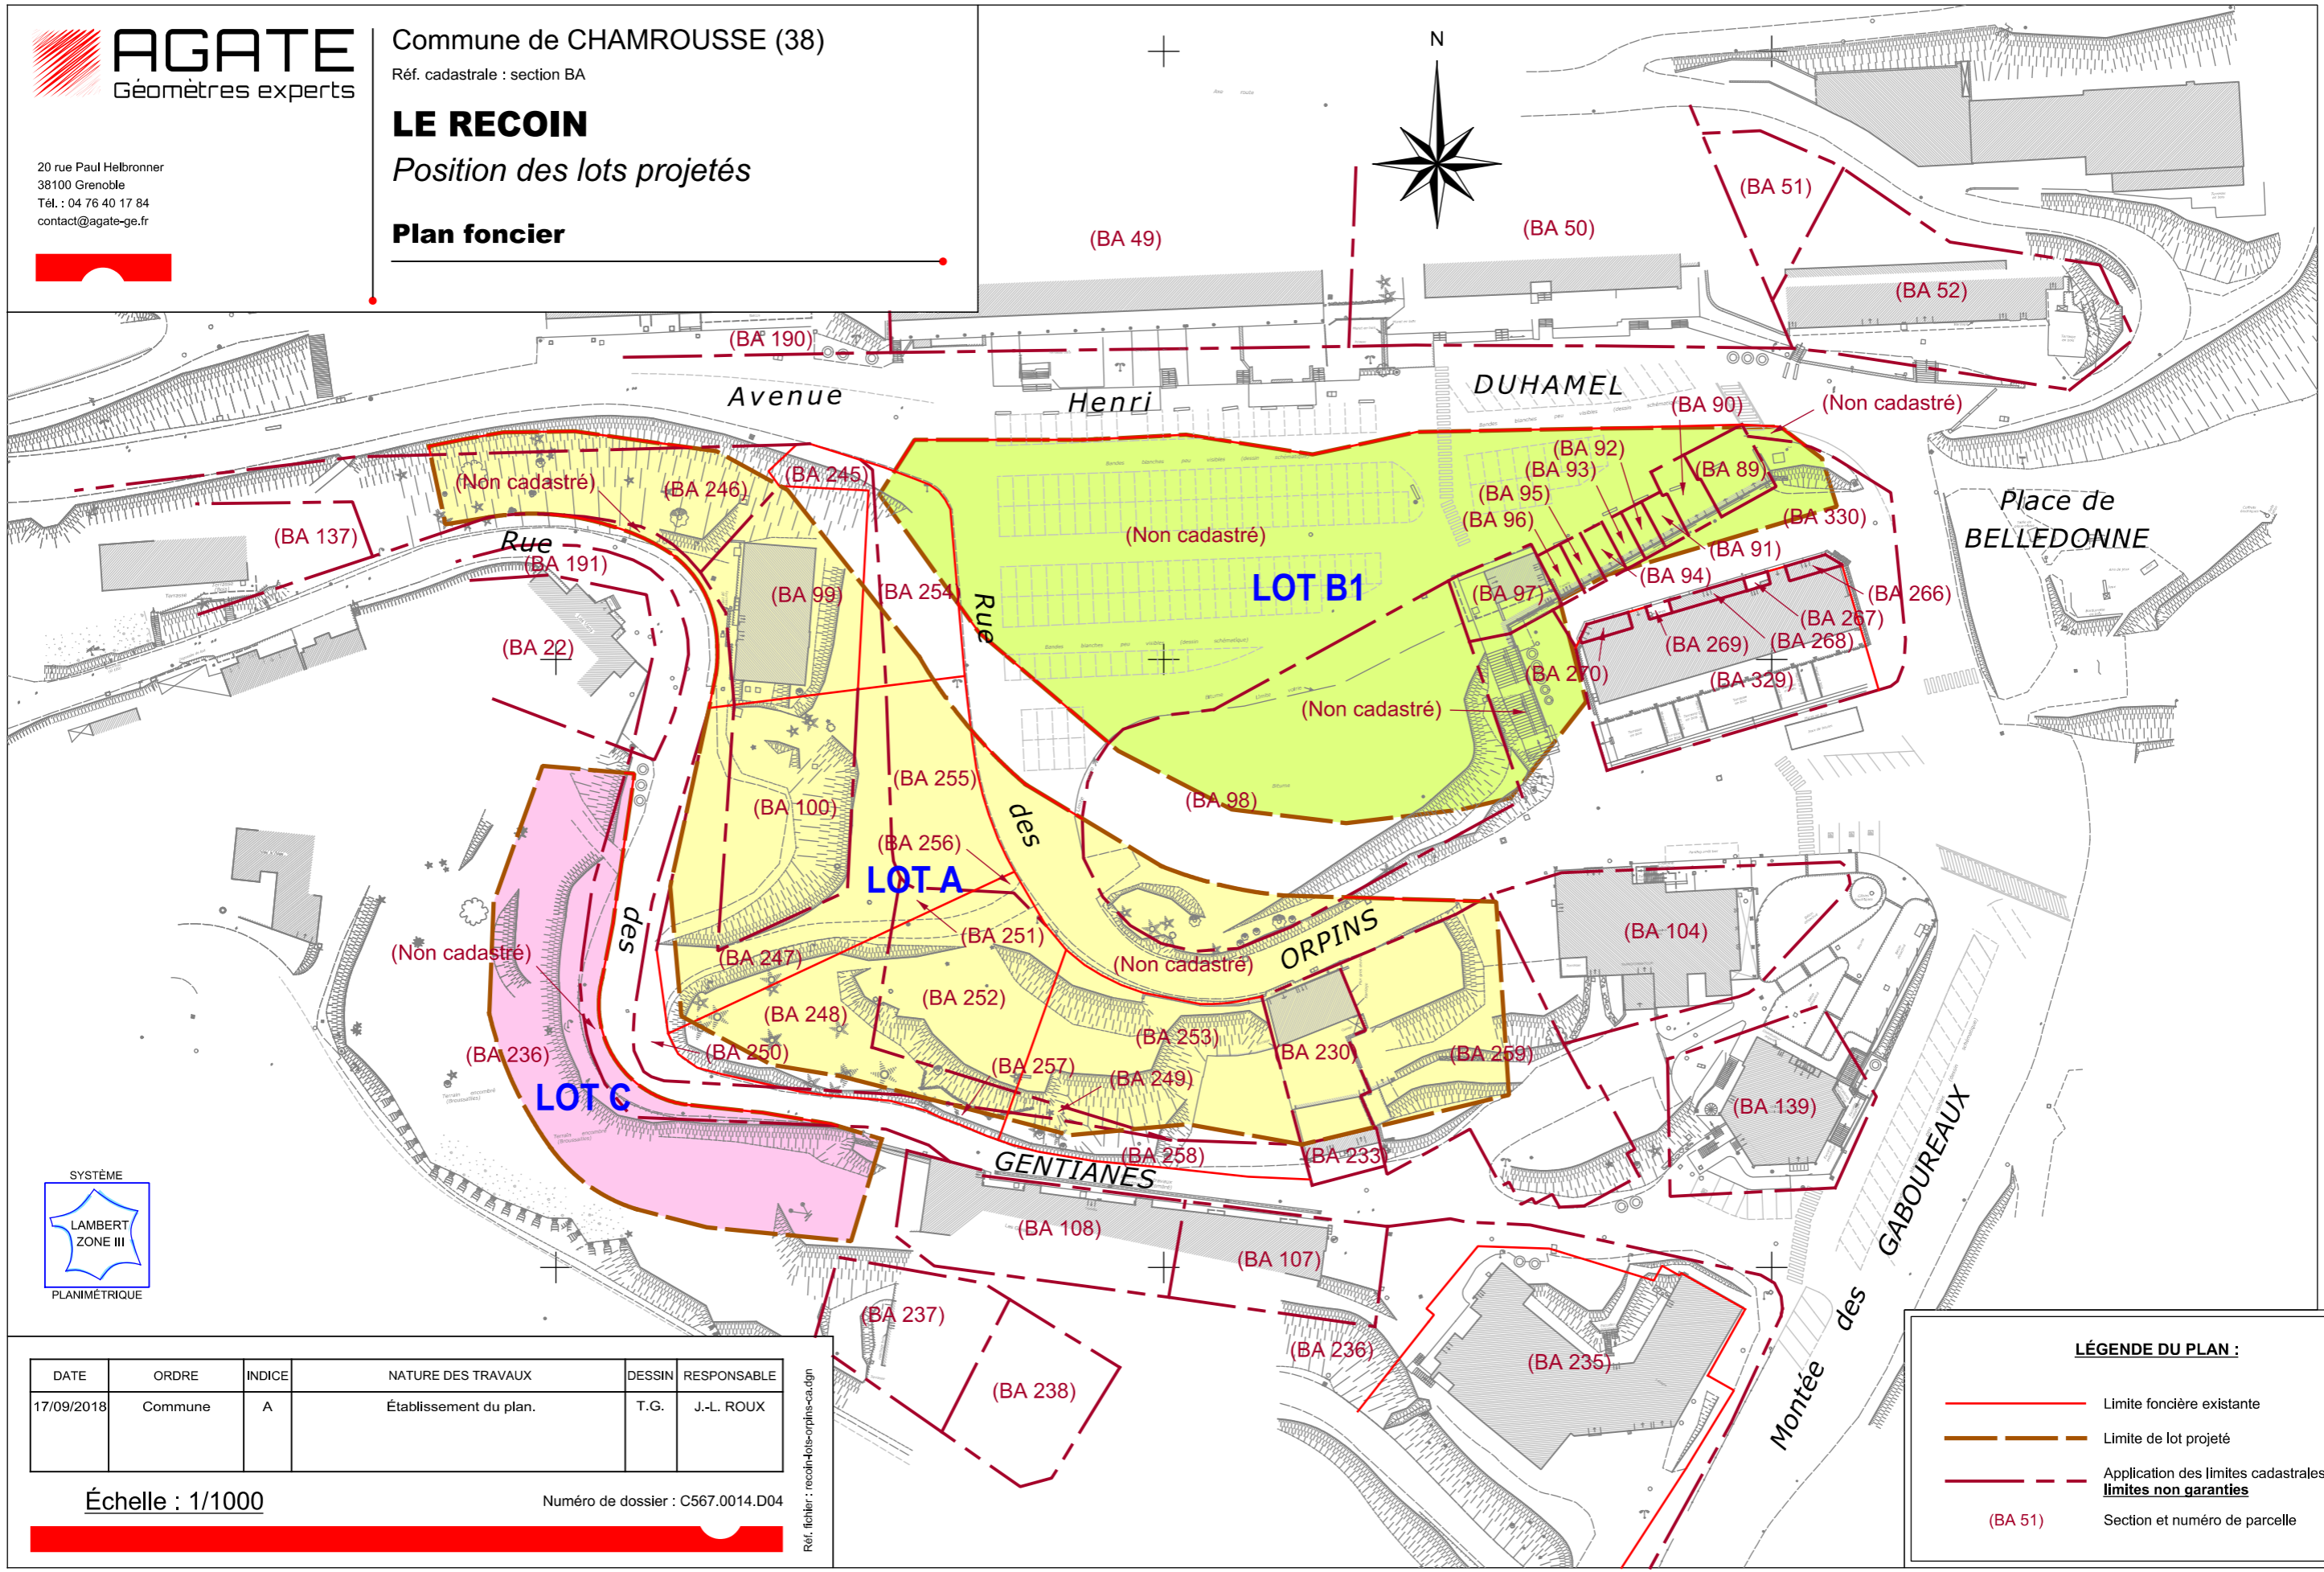 AGATE
Géomètres experts
20 rue Paul Helbronner
38100 Grenoble
Tél. : 04 76 40 17 84
contact@agate-ge.fr
Commune de CHAMROUSSE (38)
Réf. cadastrale : section BA
LE RECOIN
Position des lots projetés
Plan foncier
N
(BA 49)
(BA 50)
(BA 51)
(BA 52)
(BA 190)
Avenue
Henri
DUHAMEL
(BA 90)
(Non cadastré)
(BA 92)
(BA 93)
(BA 89)
(BA 95)
(BA 96)
(BA 245)
(BA 246)
(Non cadastré)
(BA 137)
Rue
(BA 191)
(BA 99)
(BA 254)
Rue
(Non cadastré)
LOT B1
(BA 97)
(BA 91)
(BA 94)
(BA 330)
Place de
BELLEDONNE
(BA 266)
(BA 267)
(BA 268)
(BA 269)
(BA 270)
(BA 329)
(BA 22)
(Non cadastré)
(BA 255)
(BA 100)
(BA 98)
des
(BA 256)
LOT A
des
(BA 251)
ORPINS
(BA 104)
(Non cadastré)
(BA 247)
(Non cadastré)
(BA 252)
(BA 248)
(BA 253)
(BA 236)
(BA 250)
(BA 257)
(BA 230)
(BA 259)
(BA 249)
LOT C
(BA 139)
GENTIANES
(BA 258)
(BA 233)
GABOUREAUX
des
Montée
(BA 108)
(BA 107)
(BA 237)
(BA 236)
(BA 238)
(BA 235)
SYSTÈME
LAMBERT
ZONE III
PLANIMÉTRIQUE
DATE ORDRE INDICE NATURE DES TRAVAUX DESSIN RESPONSABLE
17/09/2018 Commune A Établissement du plan. T.G. J.-L. ROUX
Échelle : 1/1000
Numéro de dossier : C567.0014.D04
Réf. fichier : recoin-lots-orpins-ca.dgn
LÉGENDE DU PLAN :
Limite foncière existante
Limite de lot projeté
Application des limites cadastrales
limites non garanties
(BA 51) Section et numéro de parcelle